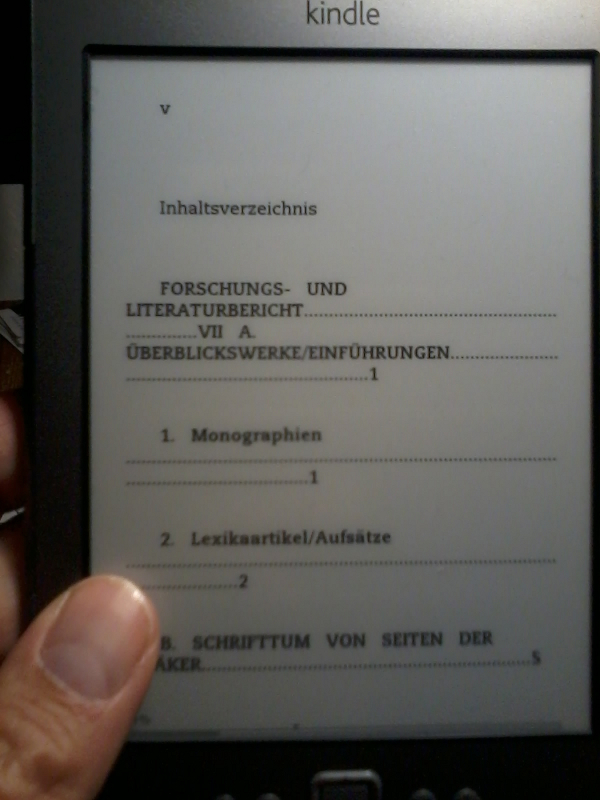 kindle
v
Inhaltsverzeichnis
FORSCHUNGS- UND
LITERATURBERICHT..............................................................
.................VII A.
ÜBERBLICKSWERKE/EINFÜHRUNGEN..........................
............................................................1
1. Monographien
..........................................................................................................
.............................................1
2. Lexikaartikel/Aufsätze
..........................................................................................................
...........................2
B. SCHRIFTTUM VON SEITEN DER
ÄKER.................................................................................5